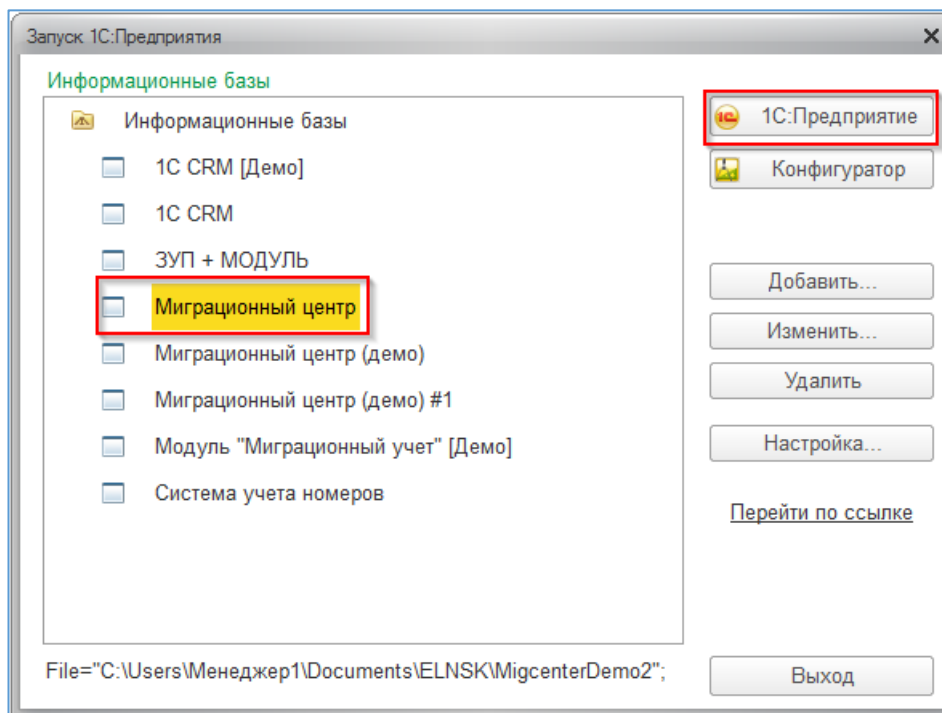 Запуск 1С:Предприятия
Информационные базы
Информационные базы
1С CRM [Демо]
1С CRM
ЗУП + МОДУЛЬ
Миграционный центр
Миграционный центр (демо)
Миграционный центр (демо) #1
Модуль "Миграционный учет" [Демо]
Система учета номеров
File="C:\Users\Менеджер1\Documents\ELNSK\MigcenterDemo2";
1С:Предприятие
Конфигуратор
Добавить...
Изменить...
Удалить
Настройка...
Перейти по ссылке
Выход